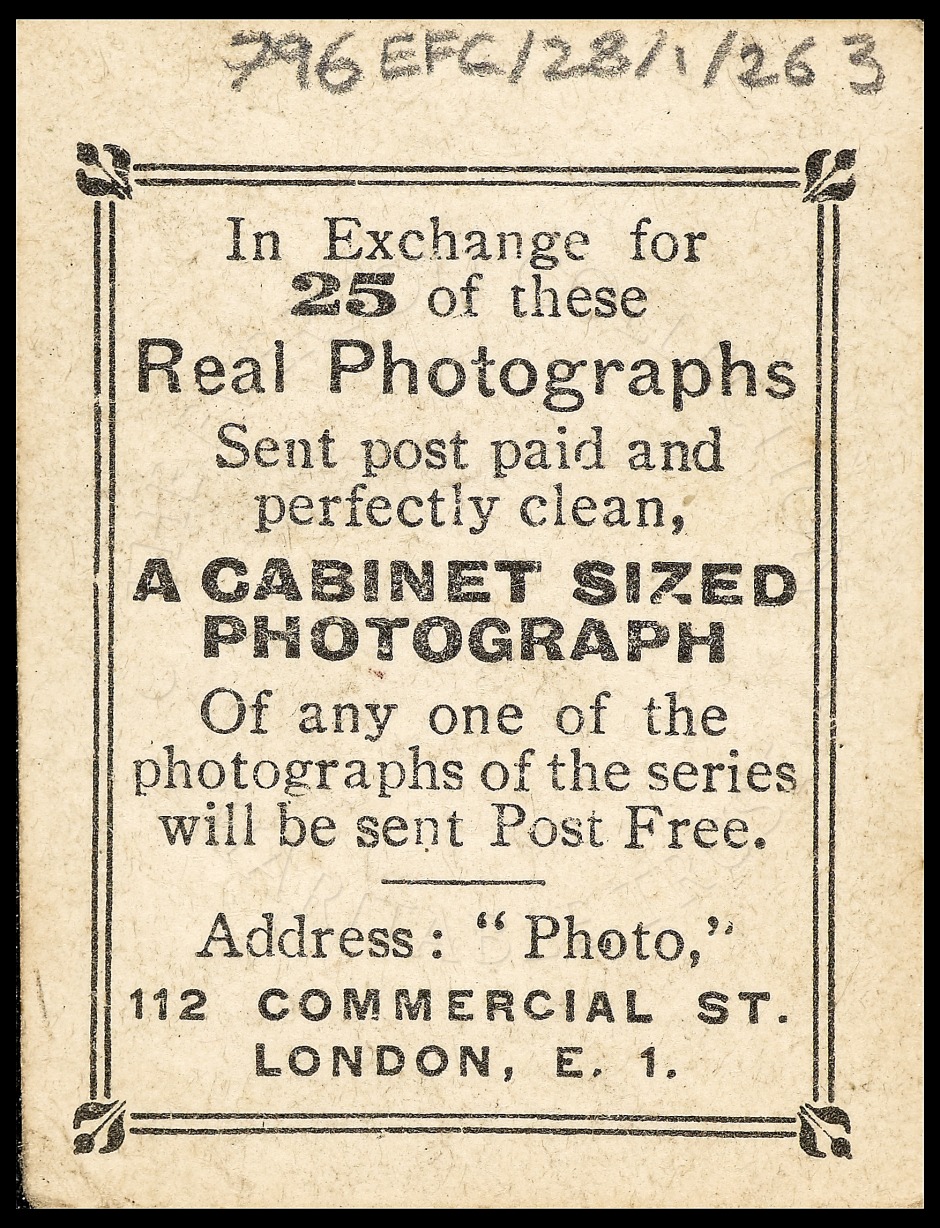 796 EFC/28/1/263
In Exchange for
25 of these
Real Photographs
Sent post paid and
perfectly clean,
A CABINET SIZED
PHOTOGRAPH
Of any one of the
photographs of the series
will be sent Post Free.
Address: “Photo,”
112 COMMERCIAL ST.
LONDON, E. 1.